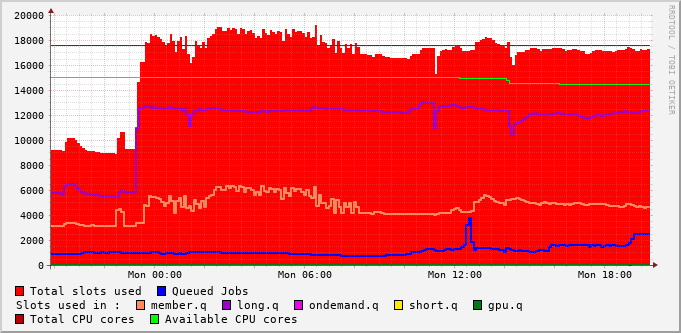 20000
18000
16000
14000
12000
10000
8000
6000
4000
2000
0
Mon 00:00 Mon 06:00 Mon 12:00 Mon 18:00
RRDTOOL / TOBI OETIKER
Total slots used Queued Jobs
Slots used in : member.q long.q ondemand.q short.q gpu.q
Total CPU cores Available CPU cores